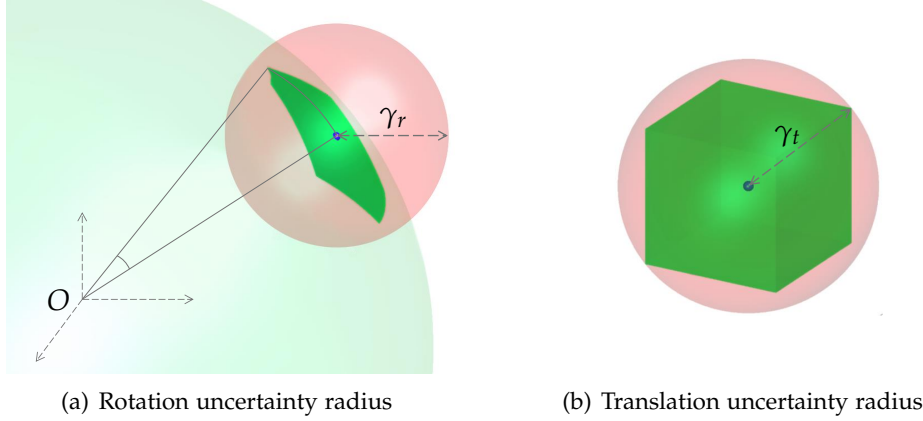 γr
γt
O
(a) Rotation uncertainty radius
(b) Translation uncertainty radius